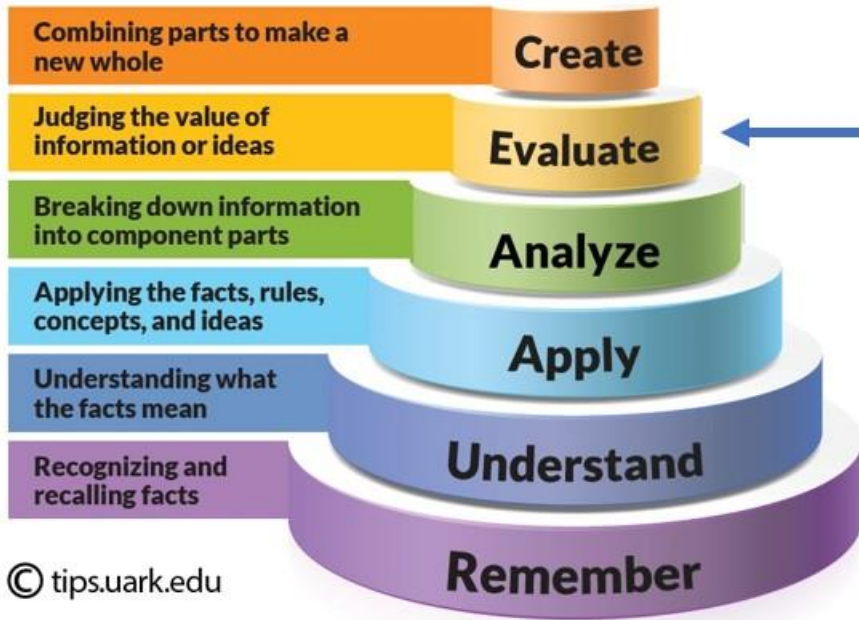 Combining parts to make a
new whole
Create
Judging the value of
information or ideas
Evaluate
Breaking down information
into component parts
Analyze
Applying the facts, rules,
concepts, and ideas
Apply
Understanding what
the facts mean
Understand
Recognizing and
recalling facts
Remember
© tips.uark.edu